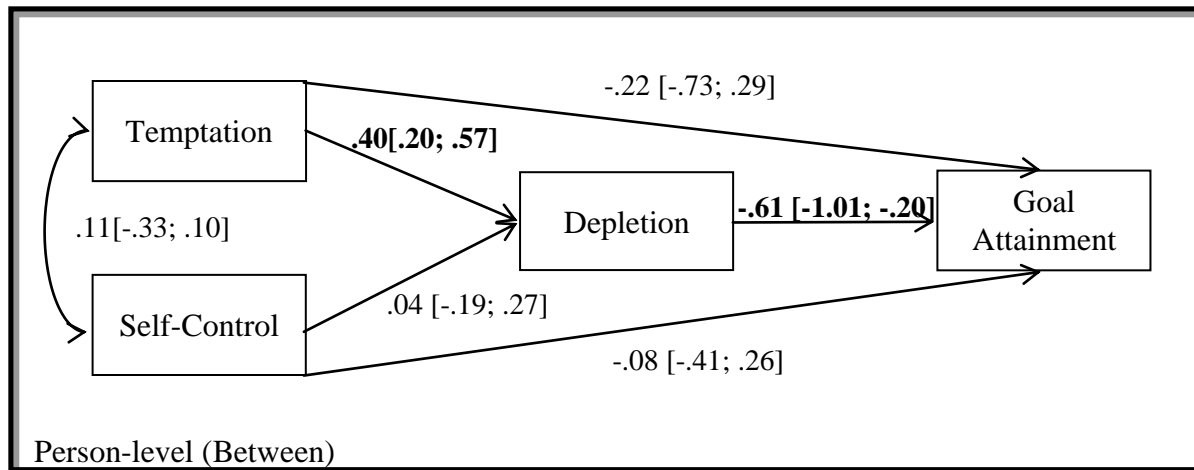 -.22 [-.73; .29]
Temptation
.40[.20; .57]
Depletion
-.61 [-1.01; -.20]
Goal
Attainment
.11[-.33; .10]
Self-Control
.04 [-.19; .27]
-.08 [-.41; .26]
Person-level (Between)